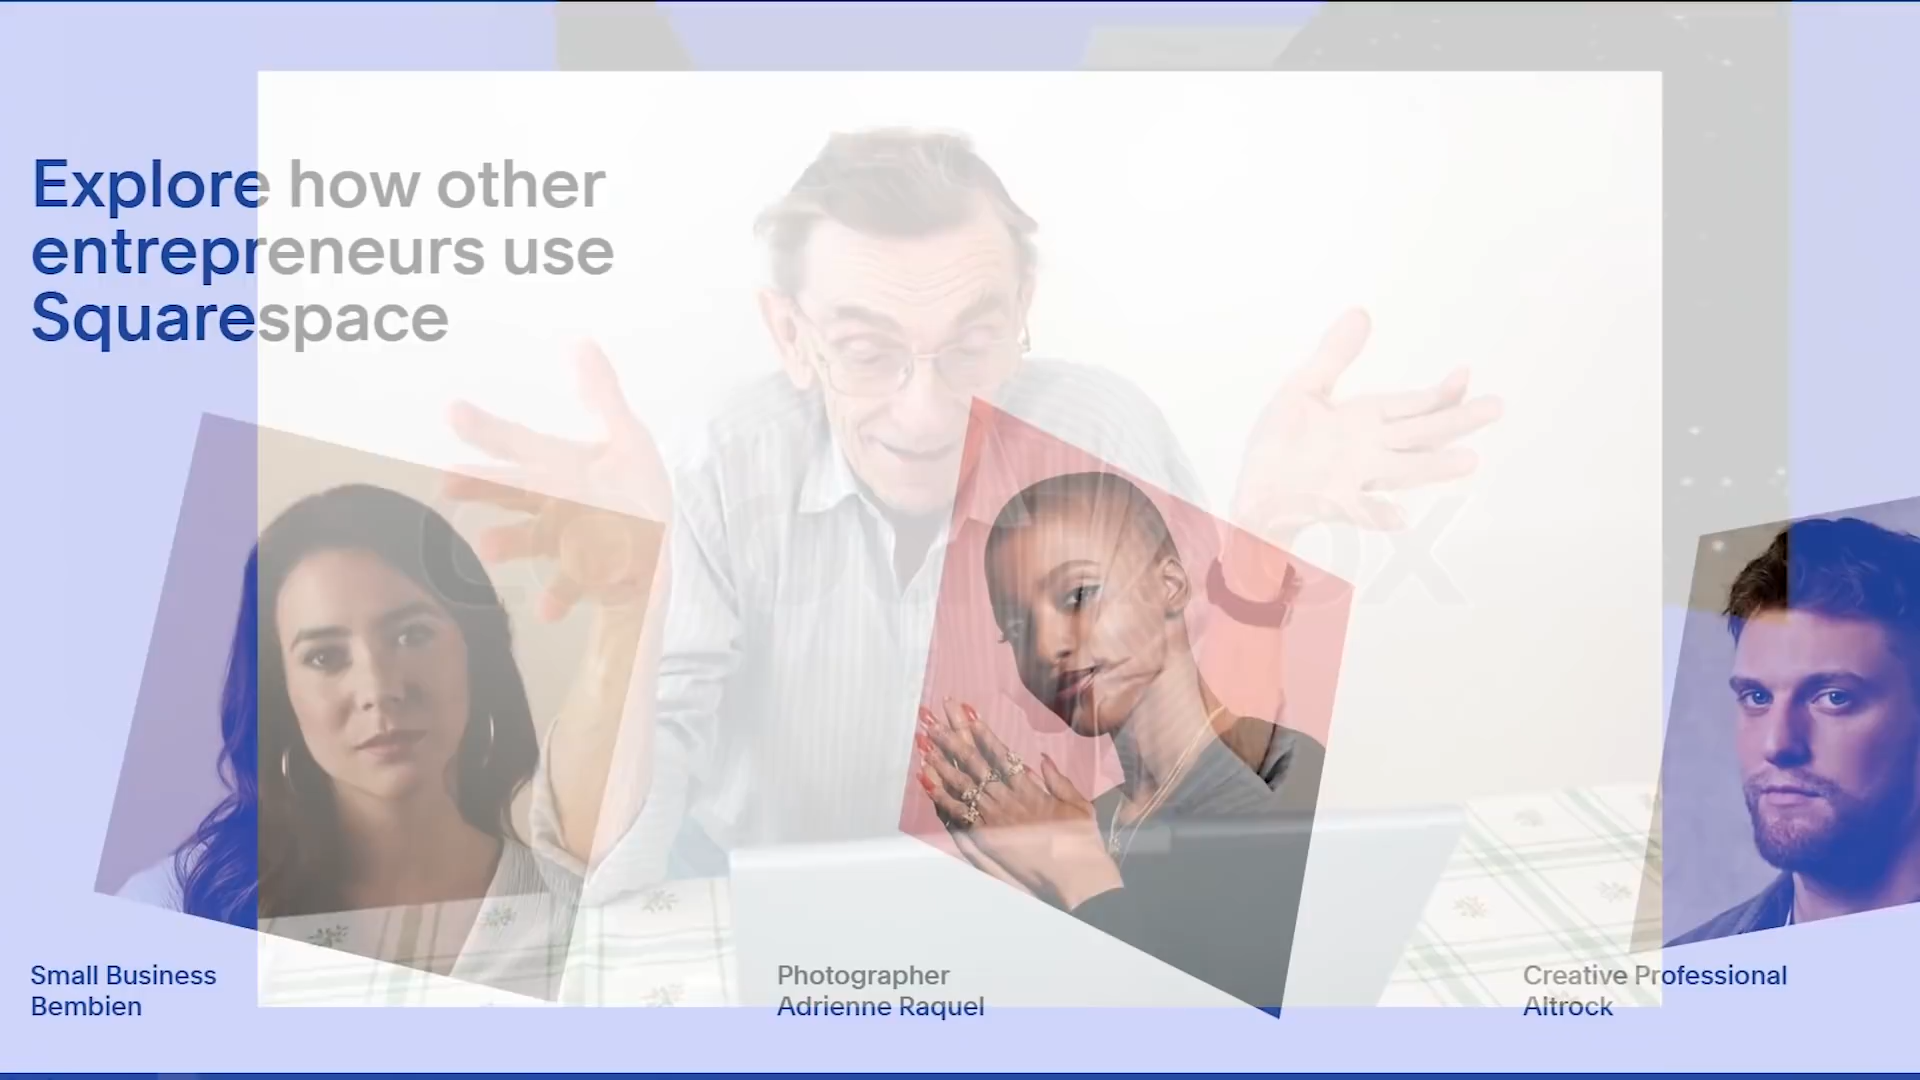 Explore how other
entrepreneurs use
Squarespace
Small Business
Bembien
Photographer
Adrienne Raquel
Creative Professional
Altrock